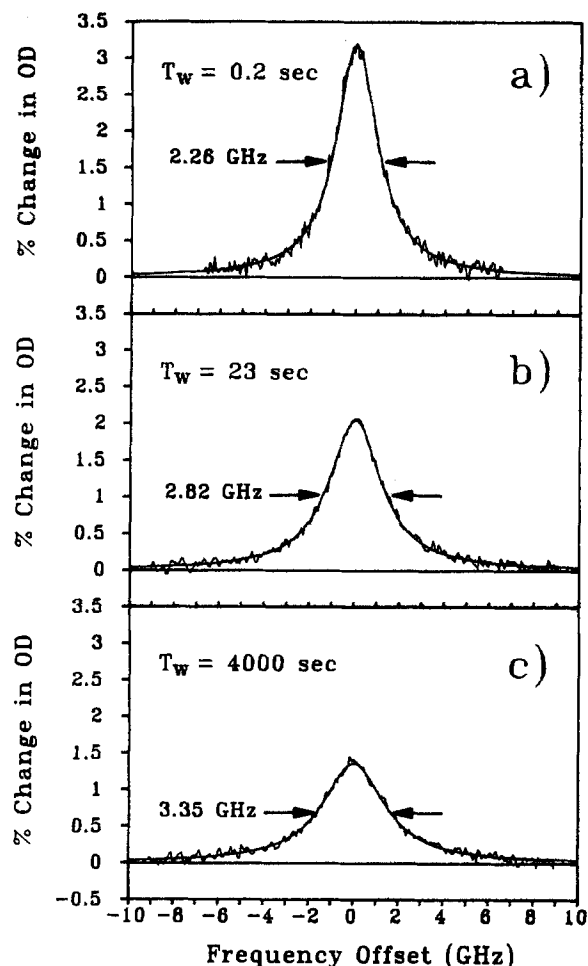 3.5
3
2.5
2
1.5
1
0.5
0
% Change in OD
T_w = 0.2 sec
a)
2.26 GHz
3.5
3
2.5
2
1.5
1
0.5
0
% Change in OD
T_w = 23 sec
b)
2.82 GHz
3.5
3
2.5
2
1.5
1
0.5
0
-0.5
% Change in OD
T_w = 4000 sec
c)
3.35 GHz
-10 -8 -6 -4 -2 0 2 4 6 8 10
Frequency Offset (GHz)